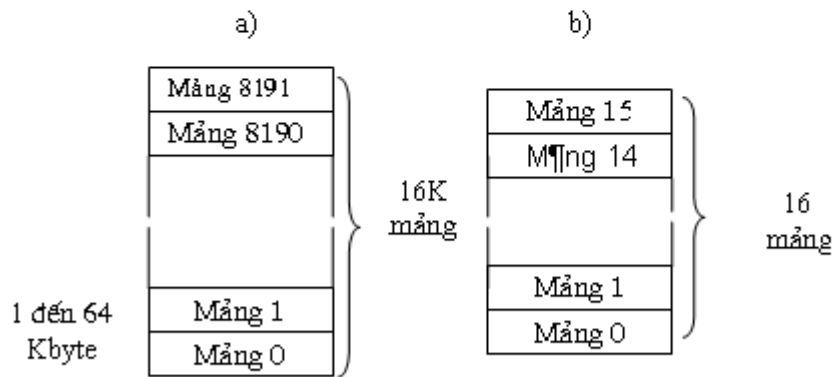 a)
Mảng 8191
Mảng 8190
16K
mảng
1 đến 64
Kbyte
Mảng 1
Mảng 0
b)
Mảng 15
M¶ng 14
16
mảng
Mảng 1
Mảng 0